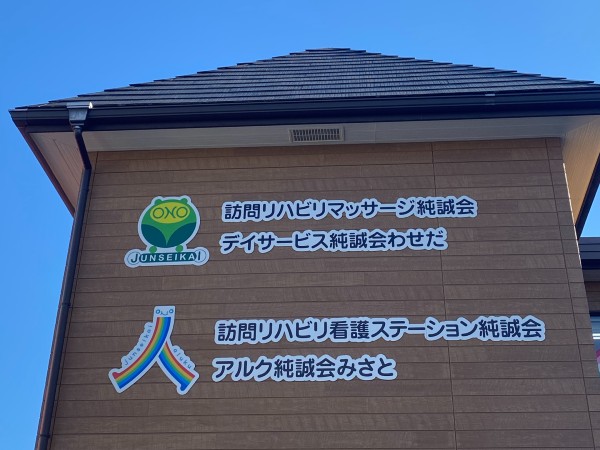 ONO
JUNSEIKAI
訪問リハビリマッサージ純誠会
デイサービス純誠会わせだ
Junseikai
訪問リハビリ看護ステーション純誠会
アルク純誠会みさと